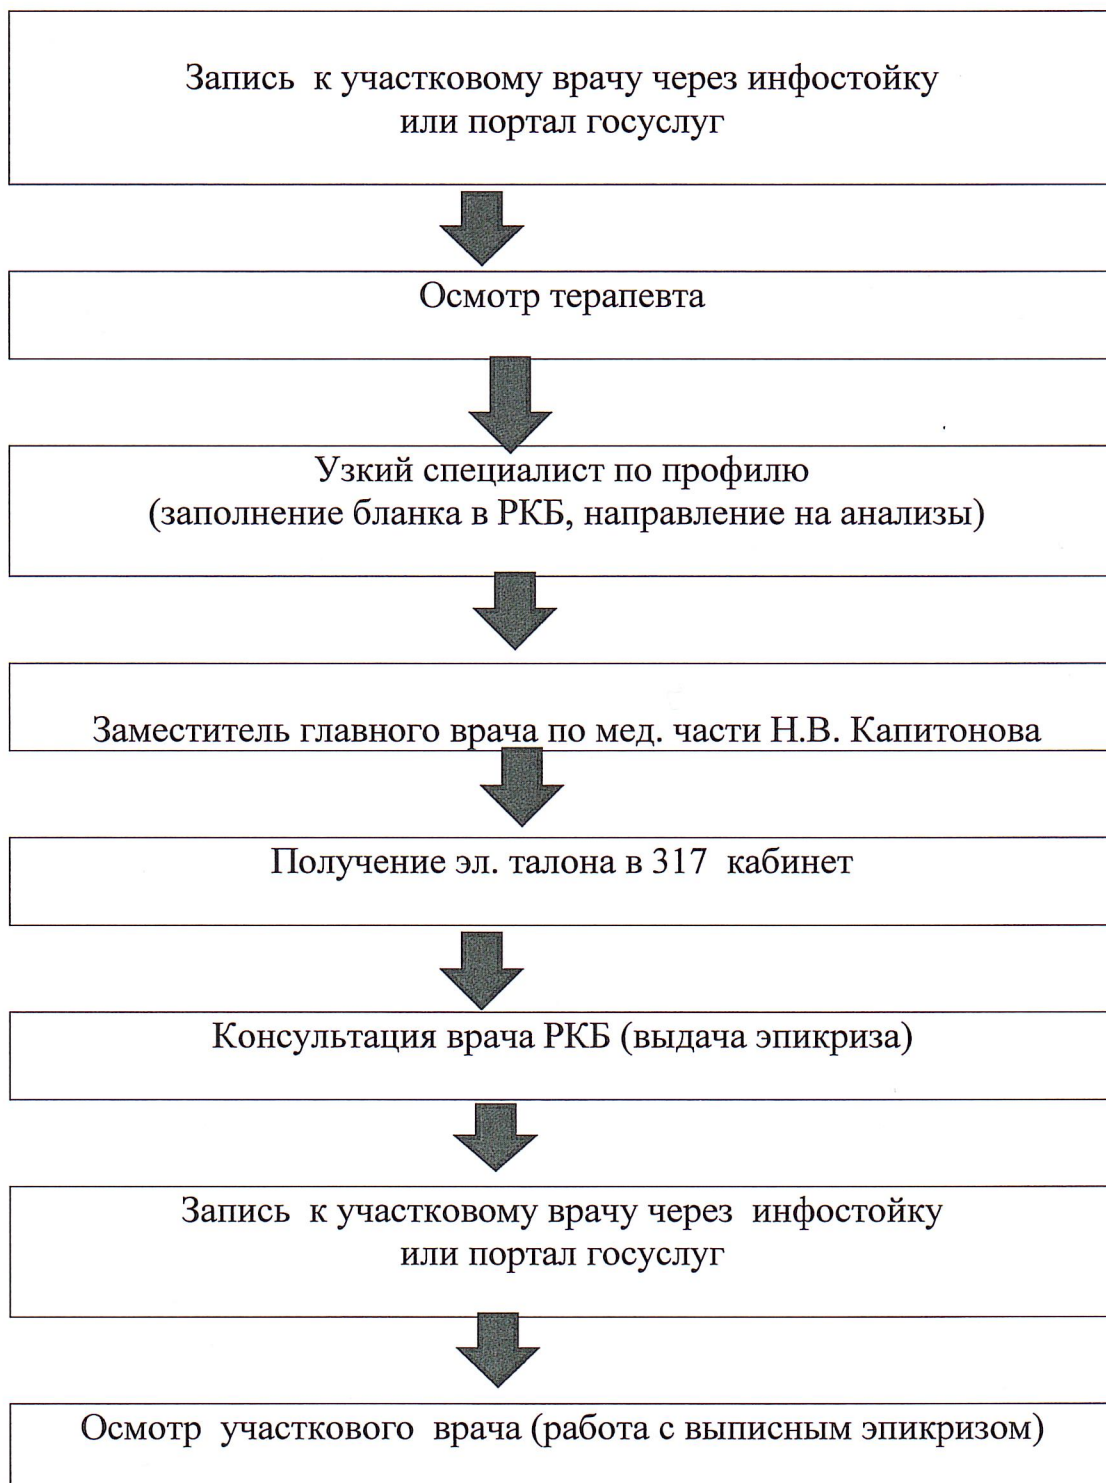 Запись к участковому врачу через инфостойку
или портал госуслуг
Осмотр терапевта
Узкий специалист по профилю
(заполнение бланка в РКБ, направление на анализы)
Заместитель главного врача по мед. части Н.В. Капитонова
Получение эл. талона в 317 кабинет
Консультация врача РКБ (выдача эпикриза)
Запись к участковому врачу через инфостойку
или портал госуслуг
Осмотр участкового врача (работа с выписным эпикризом)